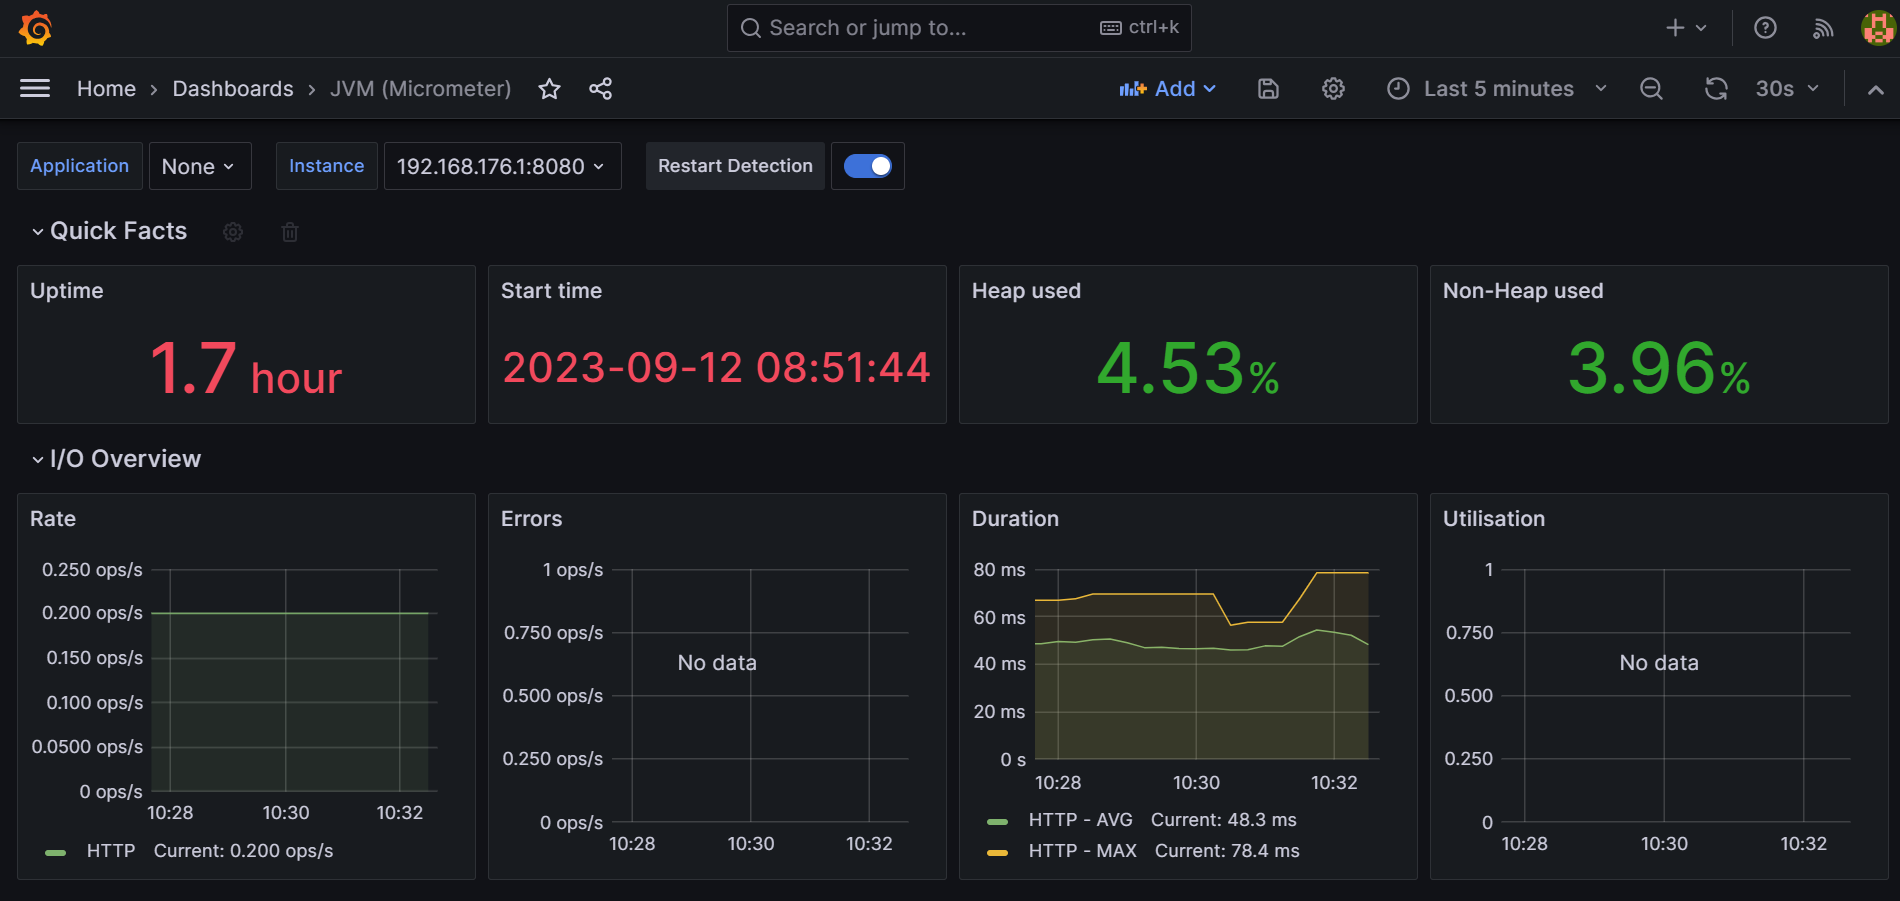 Search or jump to...
ctrl+k
Home › Dashboards › JVM (Micrometer)
Add
Last 5 minutes
30s
Application
None
Instance
192.168.176.1:8080
Restart Detection
Quick Facts
Uptime
1.7 hour
Start time
2023-09-12 08:51:44
Heap used
4.53%
Non-Heap used
3.96%
I/O Overview
Rate
0.250 ops/s
0.200 ops/s
0.150 ops/s
0.100 ops/s
0.0500 ops/s
0 ops/s
10:28 10:30 10:32
HTTP Current: 0.200 ops/s
Errors
1 ops/s
0.750 ops/s
No data
0.500 ops/s
0.250 ops/s
0 ops/s
10:28 10:30 10:32
Duration
80 ms
60 ms
40 ms
20 ms
0 s
10:28 10:30 10:32
HTTP - AVG Current: 48.3 ms
HTTP - MAX Current: 78.4 ms
Utilisation
1
0.750
No data
0.500
0.250
0
10:28 10:30 10:32